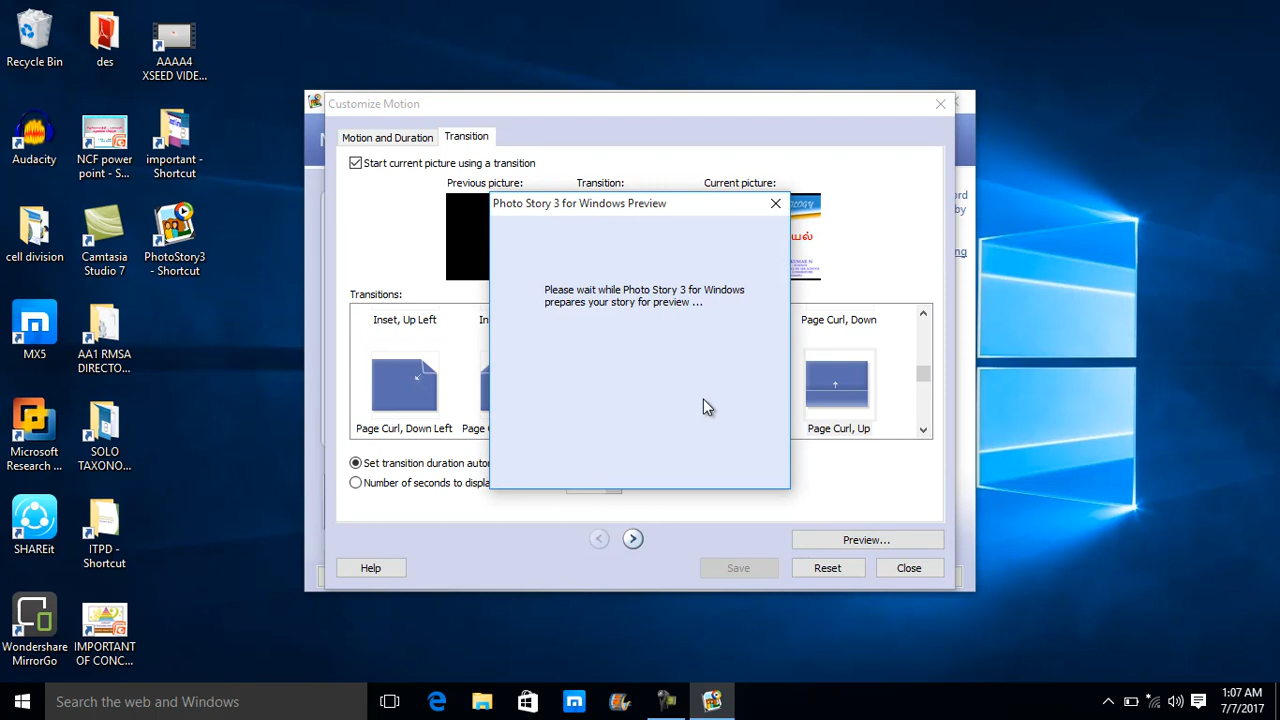 Recycle Bin
des
AAAA4
XSEED VIDE...
Audacity
NCF power
point - S...
important -
Shortcut
cell division
Camtasia
Studio 7
PhotoStory3
- Shortcut
MX5
AA1 RMSA
DIRECTO...
Microsoft
Research ...
SOLO
TAXONO...
SHAREit
ITPD -
Shortcut
Wondershare
MirrorGo
IMPORTANT
OF CONC...
Customize Motion
Motion and Duration
Transition
Start current picture using a transition
Previous picture:
Transition:
Current picture:
Photo Story 3 for Windows Preview
Please wait while Photo Story 3 for Windows
prepares your story for preview ...
Transitions:
Inset, Up Left
In
Page Curl, Down
Page Curl, Down Left
Page C
Page Curl, Up
Set transition duration auto
Number of seconds to displa
Preview...
Help
Save
Reset
Close
ord
by
ng
Search the web and Windows
1:07 AM
7/7/2017